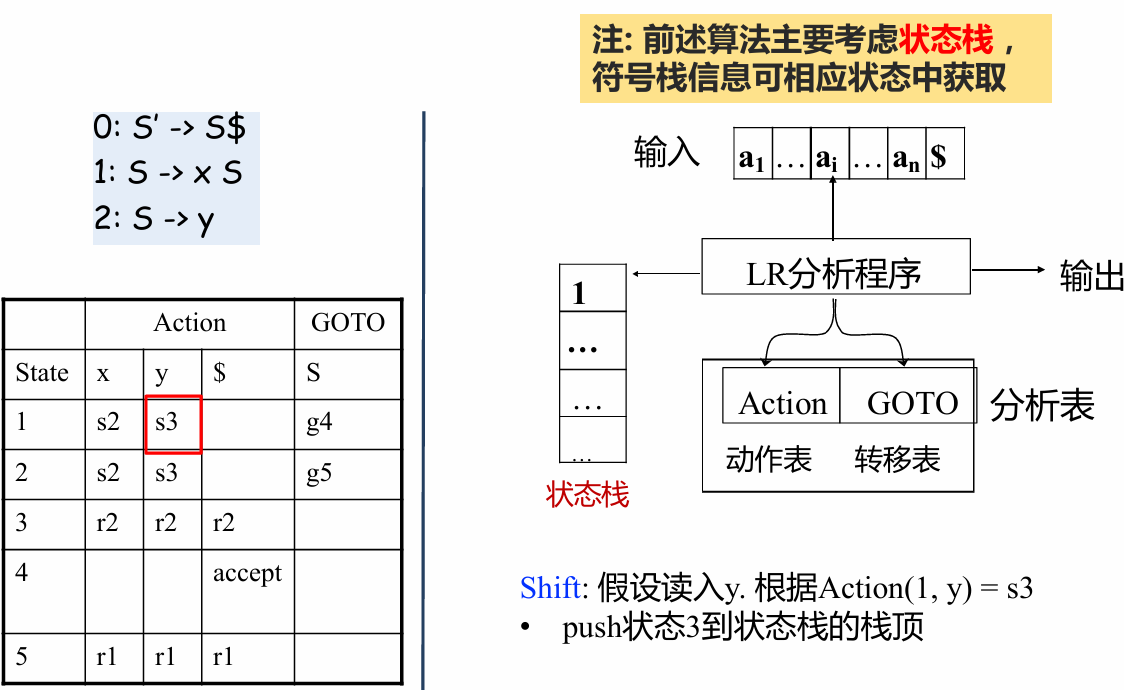 注: 前述算法主要考虑状态栈，
符号栈信息可相应状态中获取
0: S' -> S$
1: S -> x S
2: S -> y
Action GOTO
State x y $ S
1 s2 s3 g4
2 s2 s3 g5
3 r2 r2 r2
4 accept
5 r1 r1 r1
输入 a1 … ai … an $
LR分析程序
输出
1
…
…
…
状态栈
Action GOTO
分析表
动作表 转移表
Shift: 假设读入y. 根据Action(1, y) = s3
• push状态3到状态栈的栈顶